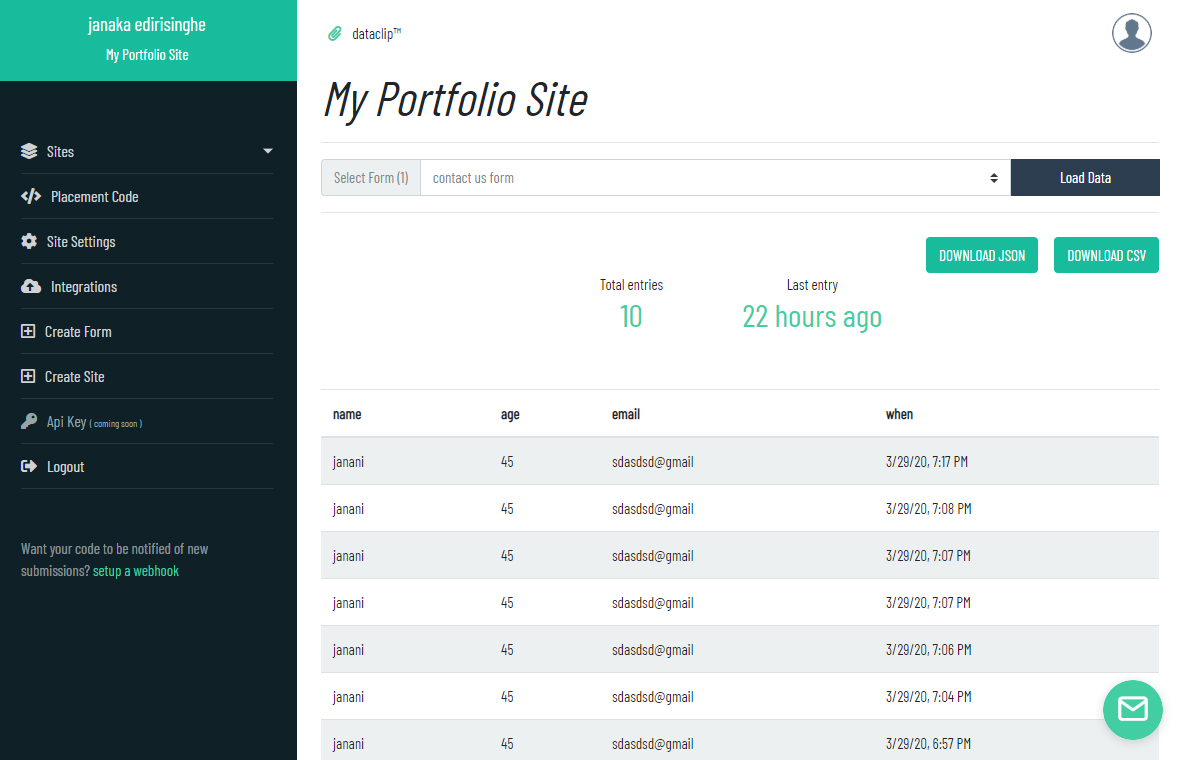 janaka edirisinghe
My Portfolio Site
Sites
Placement Code
Site Settings
Integrations
Create Form
Create Site
Api Key ( coming soon )
Logout
Want your code to be notified of new
submissions? setup a webhook
dataclip™
My Portfolio Site
Select Form (1) contact us form Load Data
DOWNLOAD JSON DOWNLOAD CSV
Total entries Last entry
10 22 hours ago
name age email when
janani 45 sdasdsd@gmail 3/29/20, 7:17 PM
janani 45 sdasdsd@gmail 3/29/20, 7:08 PM
janani 45 sdasdsd@gmail 3/29/20, 7:07 PM
janani 45 sdasdsd@gmail 3/29/20, 7:07 PM
janani 45 sdasdsd@gmail 3/29/20, 7:06 PM
janani 45 sdasdsd@gmail 3/29/20, 7:04 PM
janani 45 sdasdsd@gmail 3/29/20, 6:57 PM